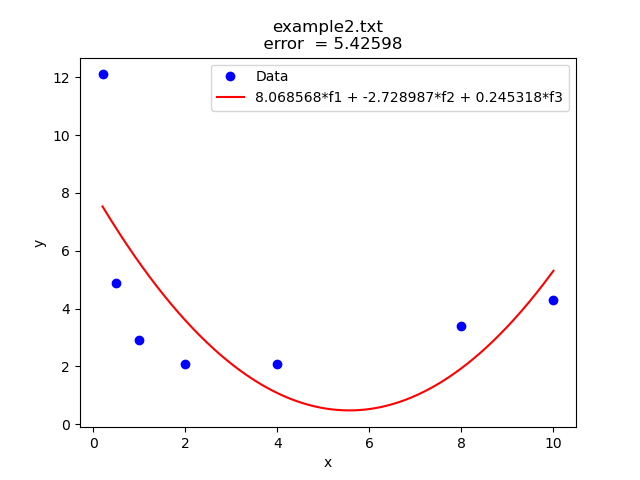 example2.txt
error = 5.42598
Data
8.068568*f1 + -2.728987*f2 + 0.245318*f3
12
10
8
6
4
2
0
y
0 2 4 6 8 10
x